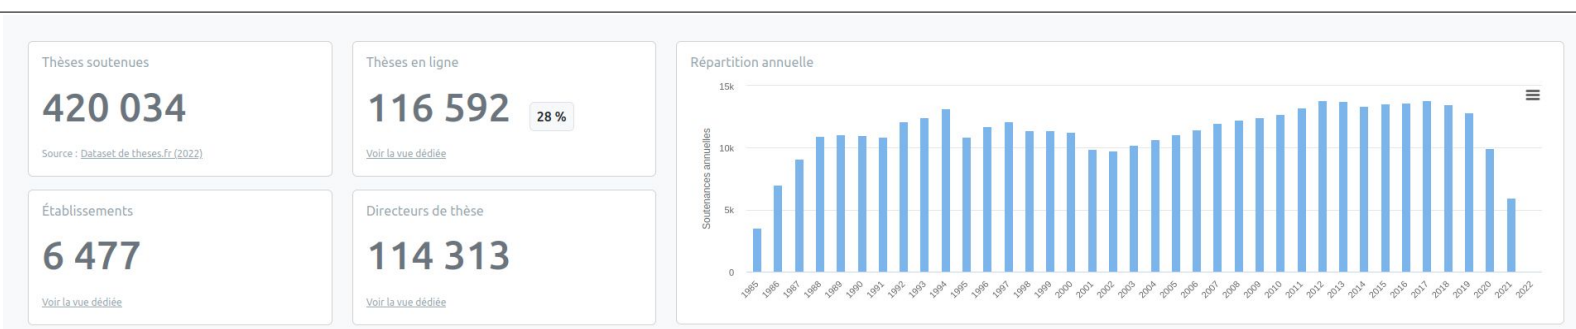 Thèses soutenues
420 034
Source : Dataset de theses.fr (2022)
Thèses en ligne
116 592 28 %
Voir la vue dédiée
Établissements
6 477
Voir la vue dédiée
Directeurs de thèse
114 313
Voir la vue dédiée
Répartition annuelle
Soutenances annuelles
15k
10k
5k
0
1985 1986 1987 1988 1989 1990 1991 1992 1993 1994 1995 1996 1997 1998 1999 2000 2001 2002 2003 2004 2005 2006 2007 2008 2009 2010 2011 2012 2013 2014 2015 2016 2017 2018 2019 2020 2021 2022